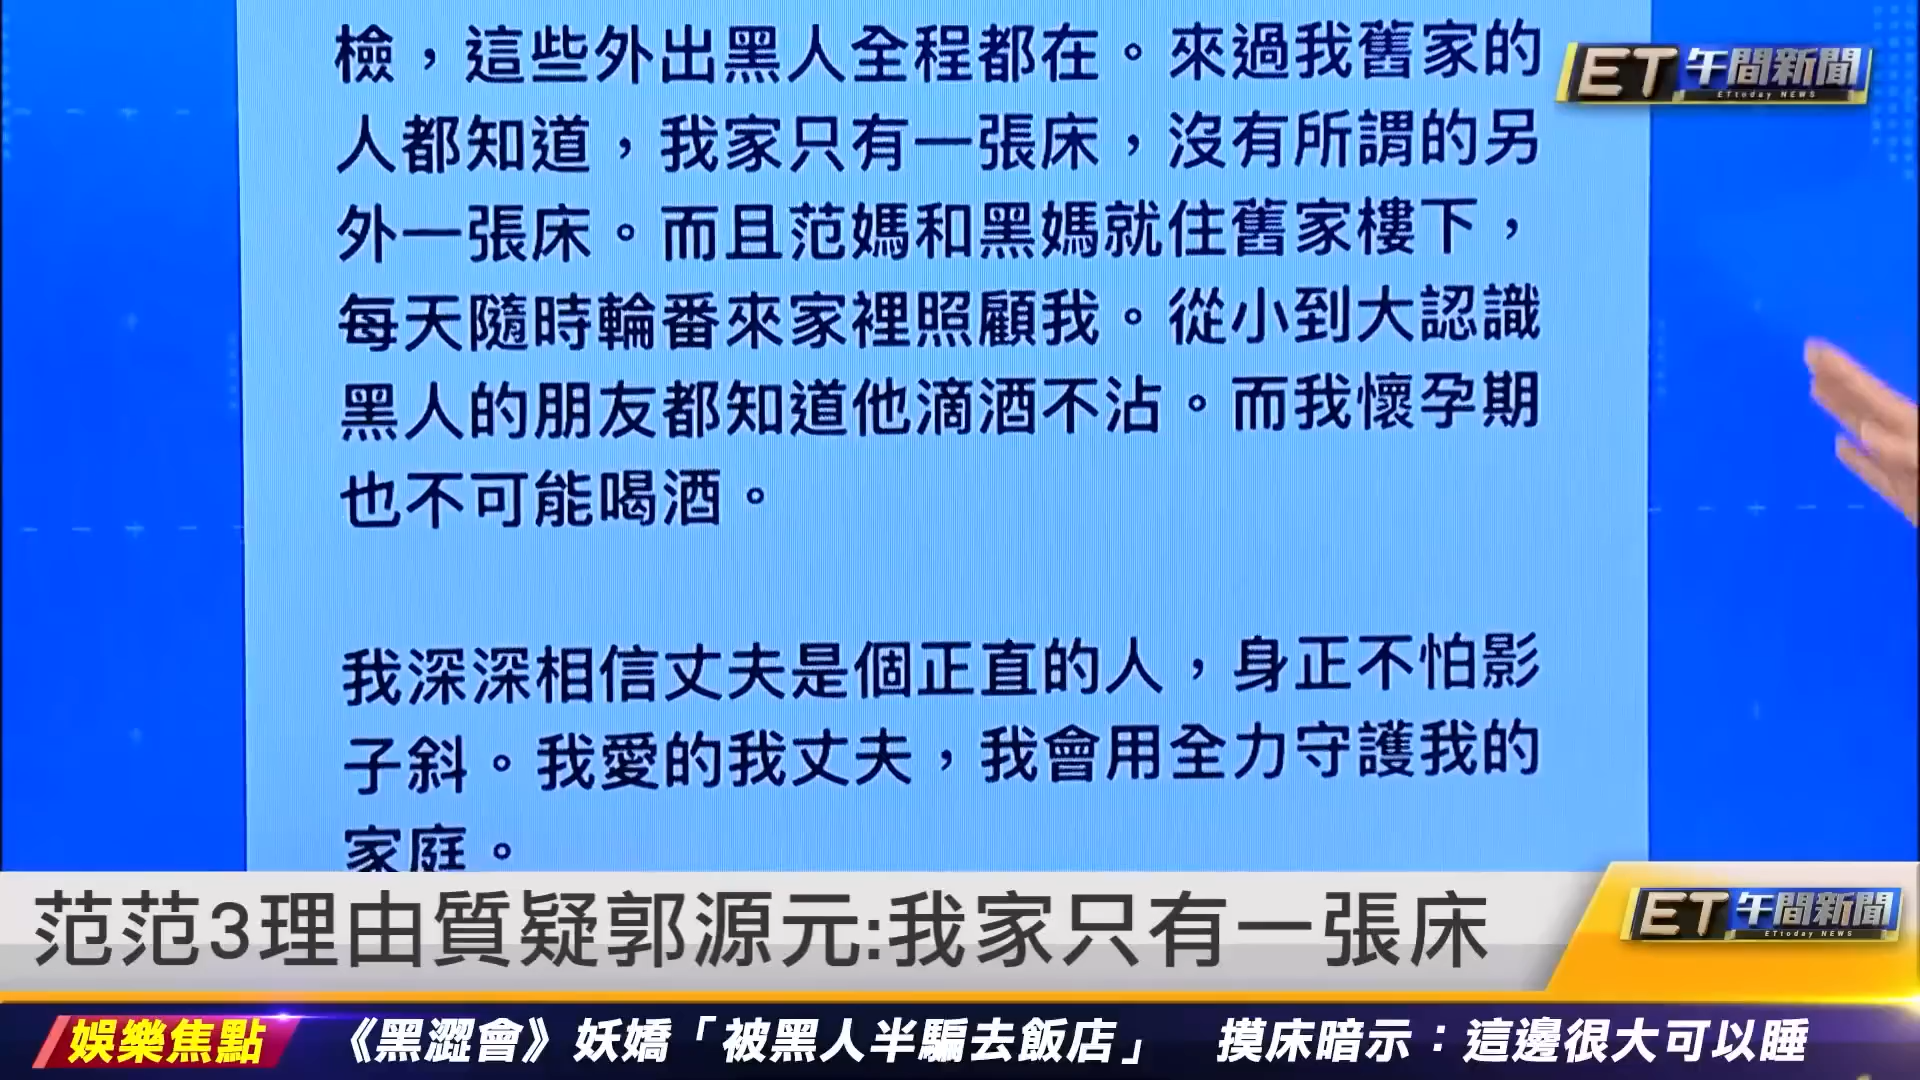 檢，這些外出黑人全程都在。來過我舊家的
人都知道，我家只有一張床，沒有所謂的另
外一張床。而且范媽和黑媽就住舊家樓下，
每天隨時輪番來家裡照顧我。從小到大認識
黑人的朋友都知道他滴酒不沾。而我懷孕期
也不可能喝酒。
我深深相信丈夫是個正直的人，身正不怕影
子斜。我愛的我丈夫，我會用全力守護我的
家庭。
ET午間新聞
ETtoday NEWS
范范3理由質疑郭源元:我家只有一張床
ET午間新聞
ETtoday NEWS
娛樂焦點 《黑澀會》妖嬌「被黑人半騙去飯店」 摸床暗示：這邊很大可以睡